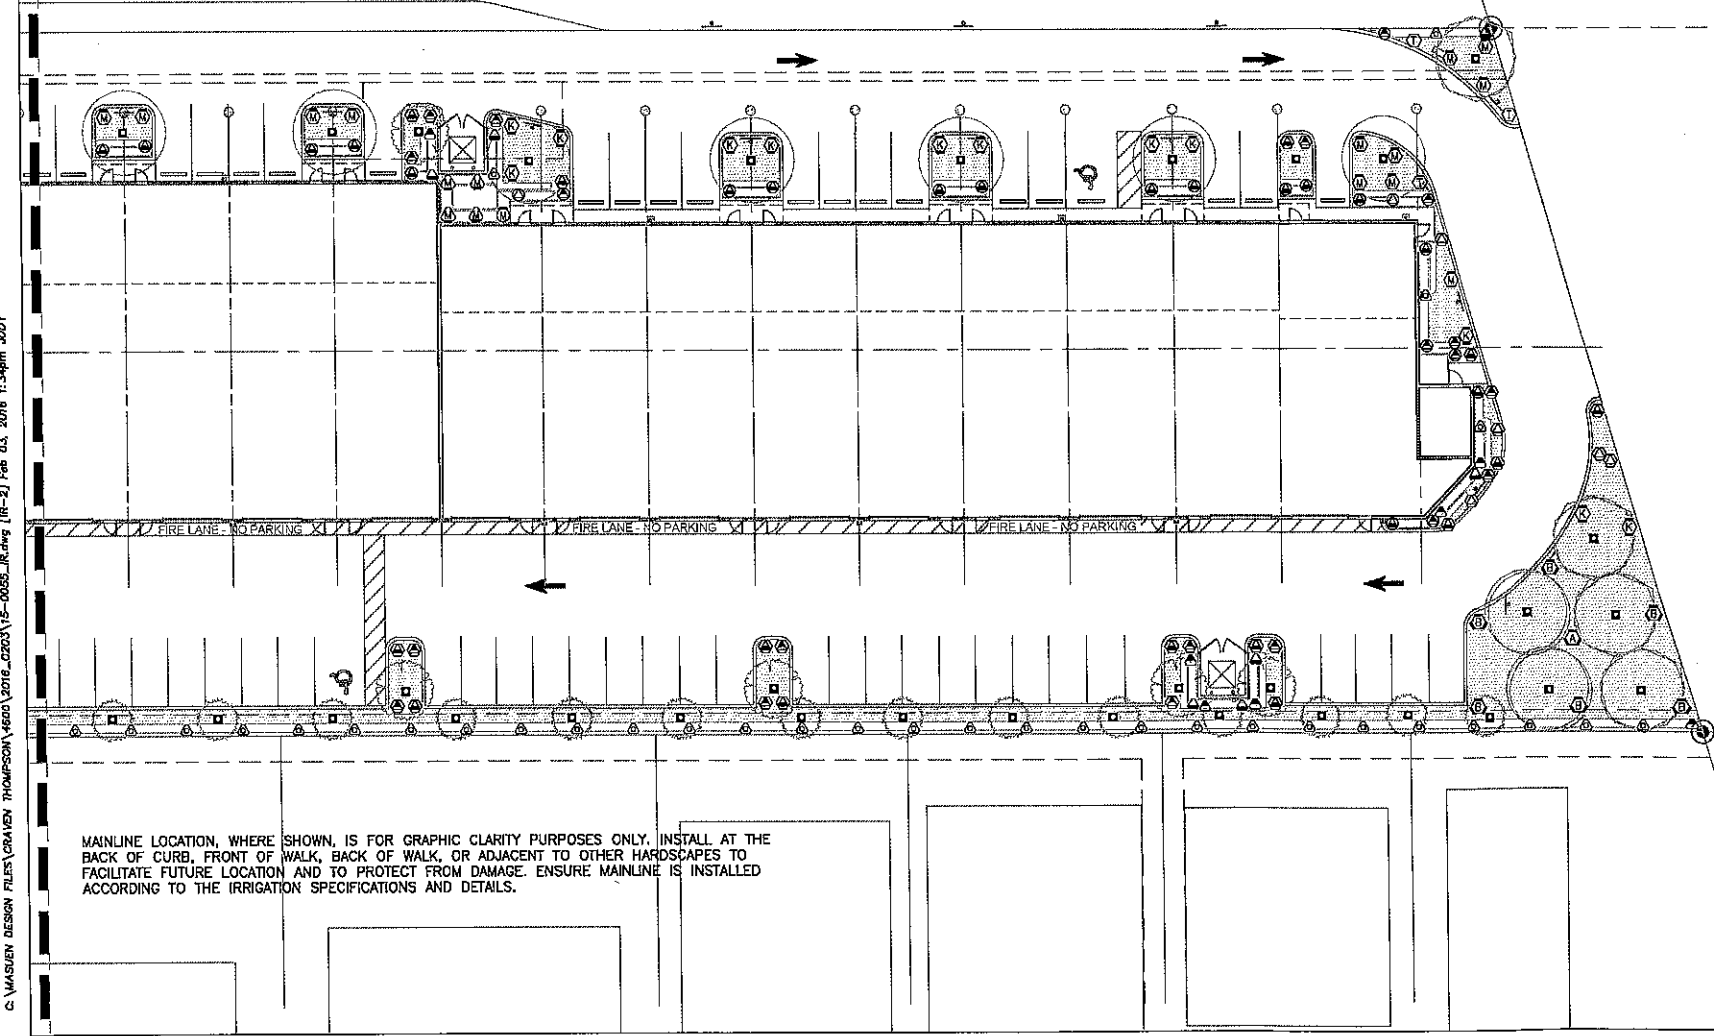 FIRE LANE - NO PARKING
FIRE LANE - NO PARKING
FIRE LANE - NO PARKING
MAINLINE LOCATION, WHERE SHOWN, IS FOR GRAPHIC CLARITY PURPOSES ONLY. INSTALL AT THE
BACK OF CURB, FRONT OF WALK, BACK OF WALK, OR ADJACENT TO OTHER HARDSCAPES TO
FACILITATE FUTURE LOCATION AND TO PROTECT FROM DAMAGE. ENSURE MAINLINE IS INSTALLED
ACCORDING TO THE IRRIGATION SPECIFICATIONS AND DETAILS.
C:\MASUEN DESIGN FILES\CRAVEN THOMPSON\4600\2016_0203\15-0055_IR.dwg [IR-2] Feb 03, 2016 1:34pm JODY